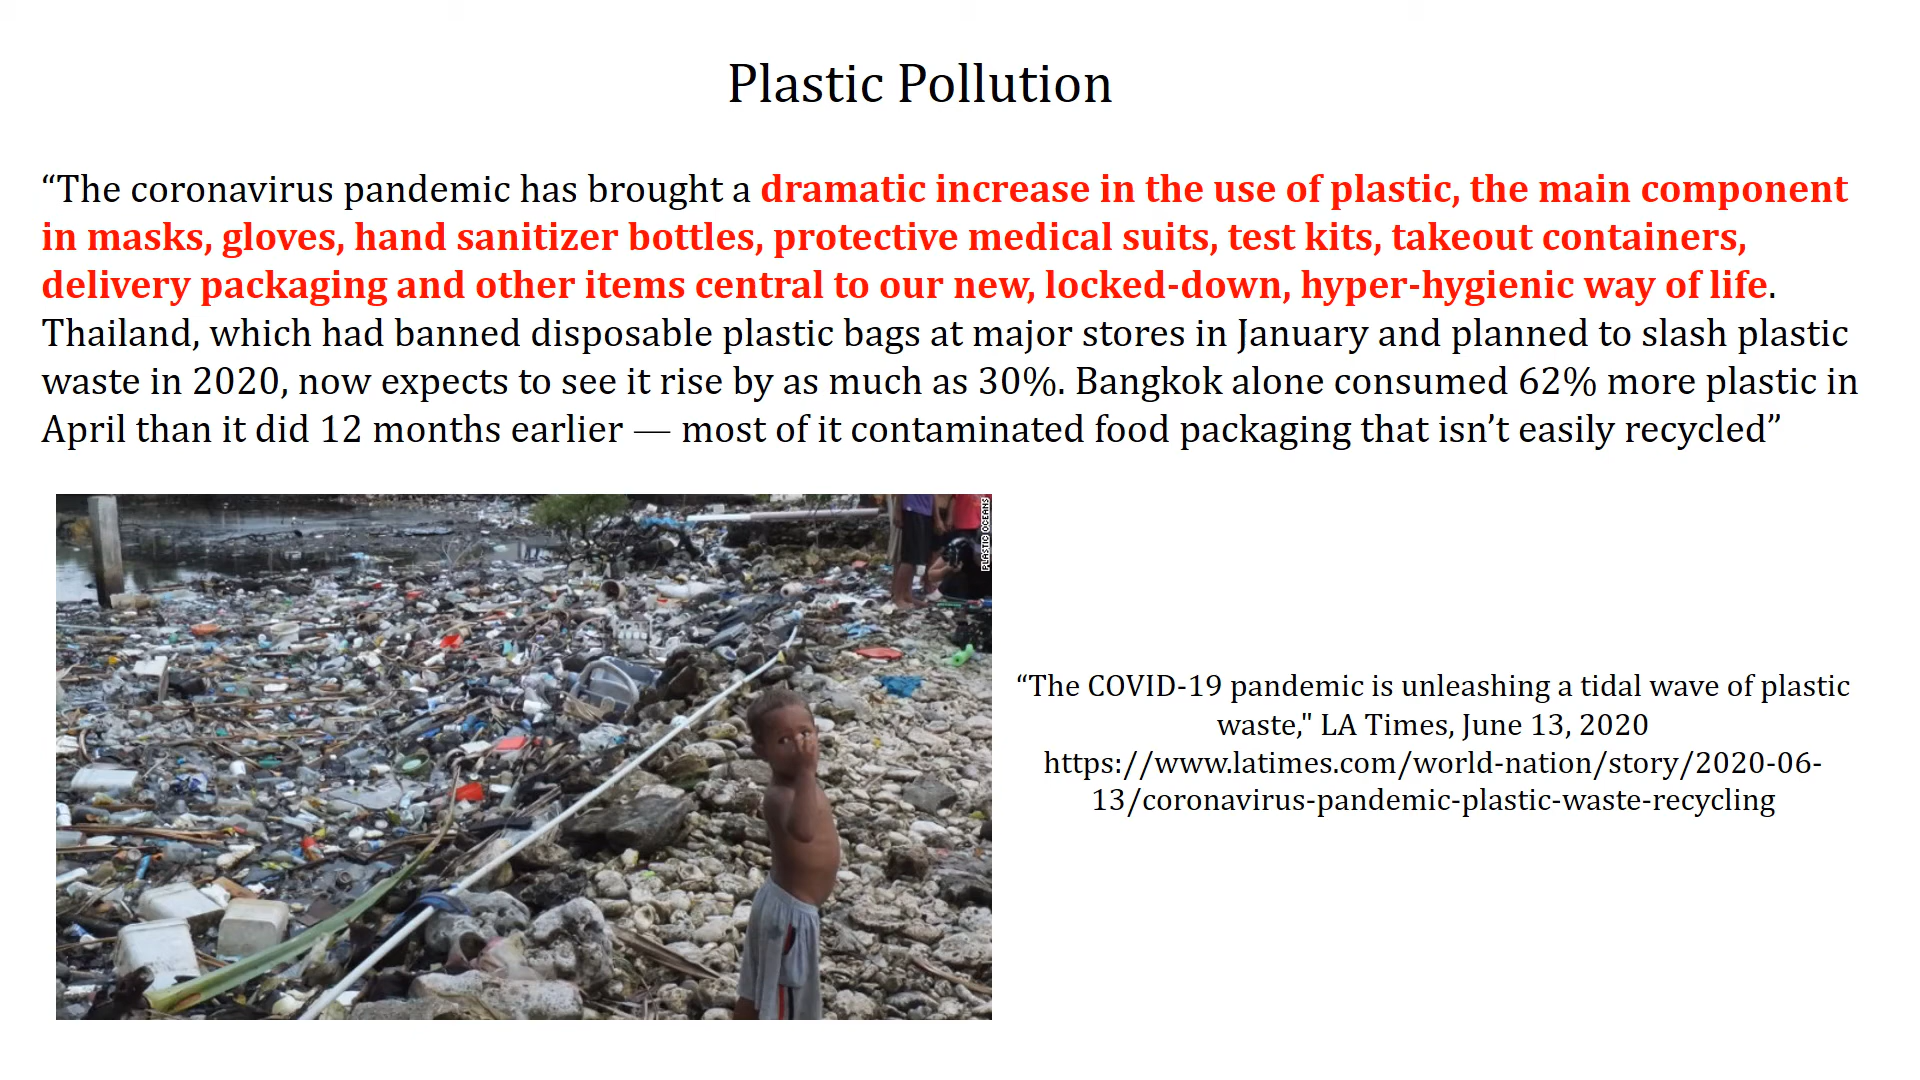 Plastic Pollution
“The coronavirus pandemic has brought a dramatic increase in the use of plastic, the main component
in masks, gloves, hand sanitizer bottles, protective medical suits, test kits, takeout containers,
delivery packaging and other items central to our new, locked-down, hyper-hygienic way of life.
Thailand, which had banned disposable plastic bags at major stores in January and planned to slash plastic
waste in 2020, now expects to see it rise by as much as 30%. Bangkok alone consumed 62% more plastic in
April than it did 12 months earlier — most of it contaminated food packaging that isn’t easily recycled”
PLASTIC OCEANS
“The COVID-19 pandemic is unleashing a tidal wave of plastic
waste," LA Times, June 13, 2020
https://www.latimes.com/world-nation/story/2020-06-
13/coronavirus-pandemic-plastic-waste-recycling